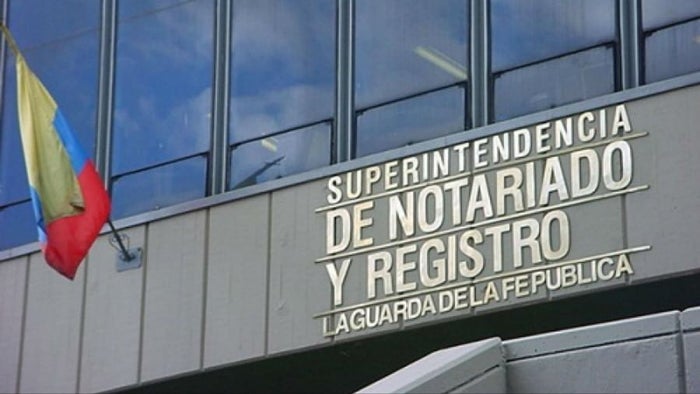 SUPERINTENDENCIA
DE NOTARIADO
Y REGISTRO
LA GUARDA DE LA FE PUBLICA